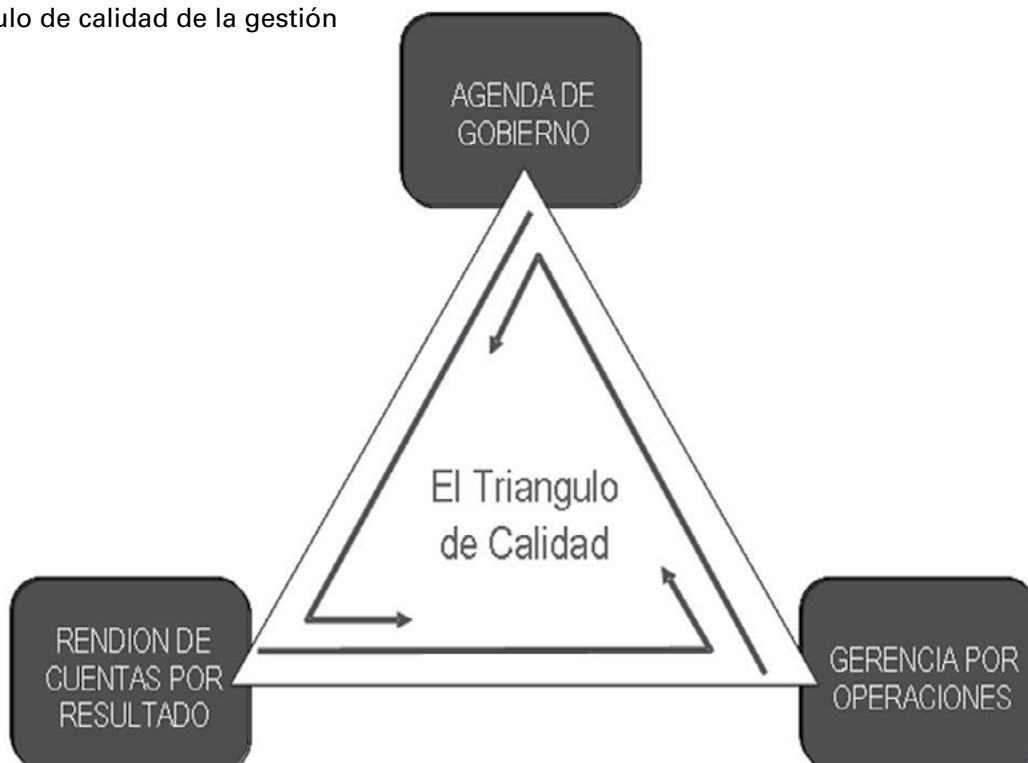 ulo de calidad de la gestión
AGENDA DE
GOBIERNO
El Triangulo
de Calidad
RENDION DE
CUENTAS POR
RESULTADO
GERENCIA POR
OPERACIONES